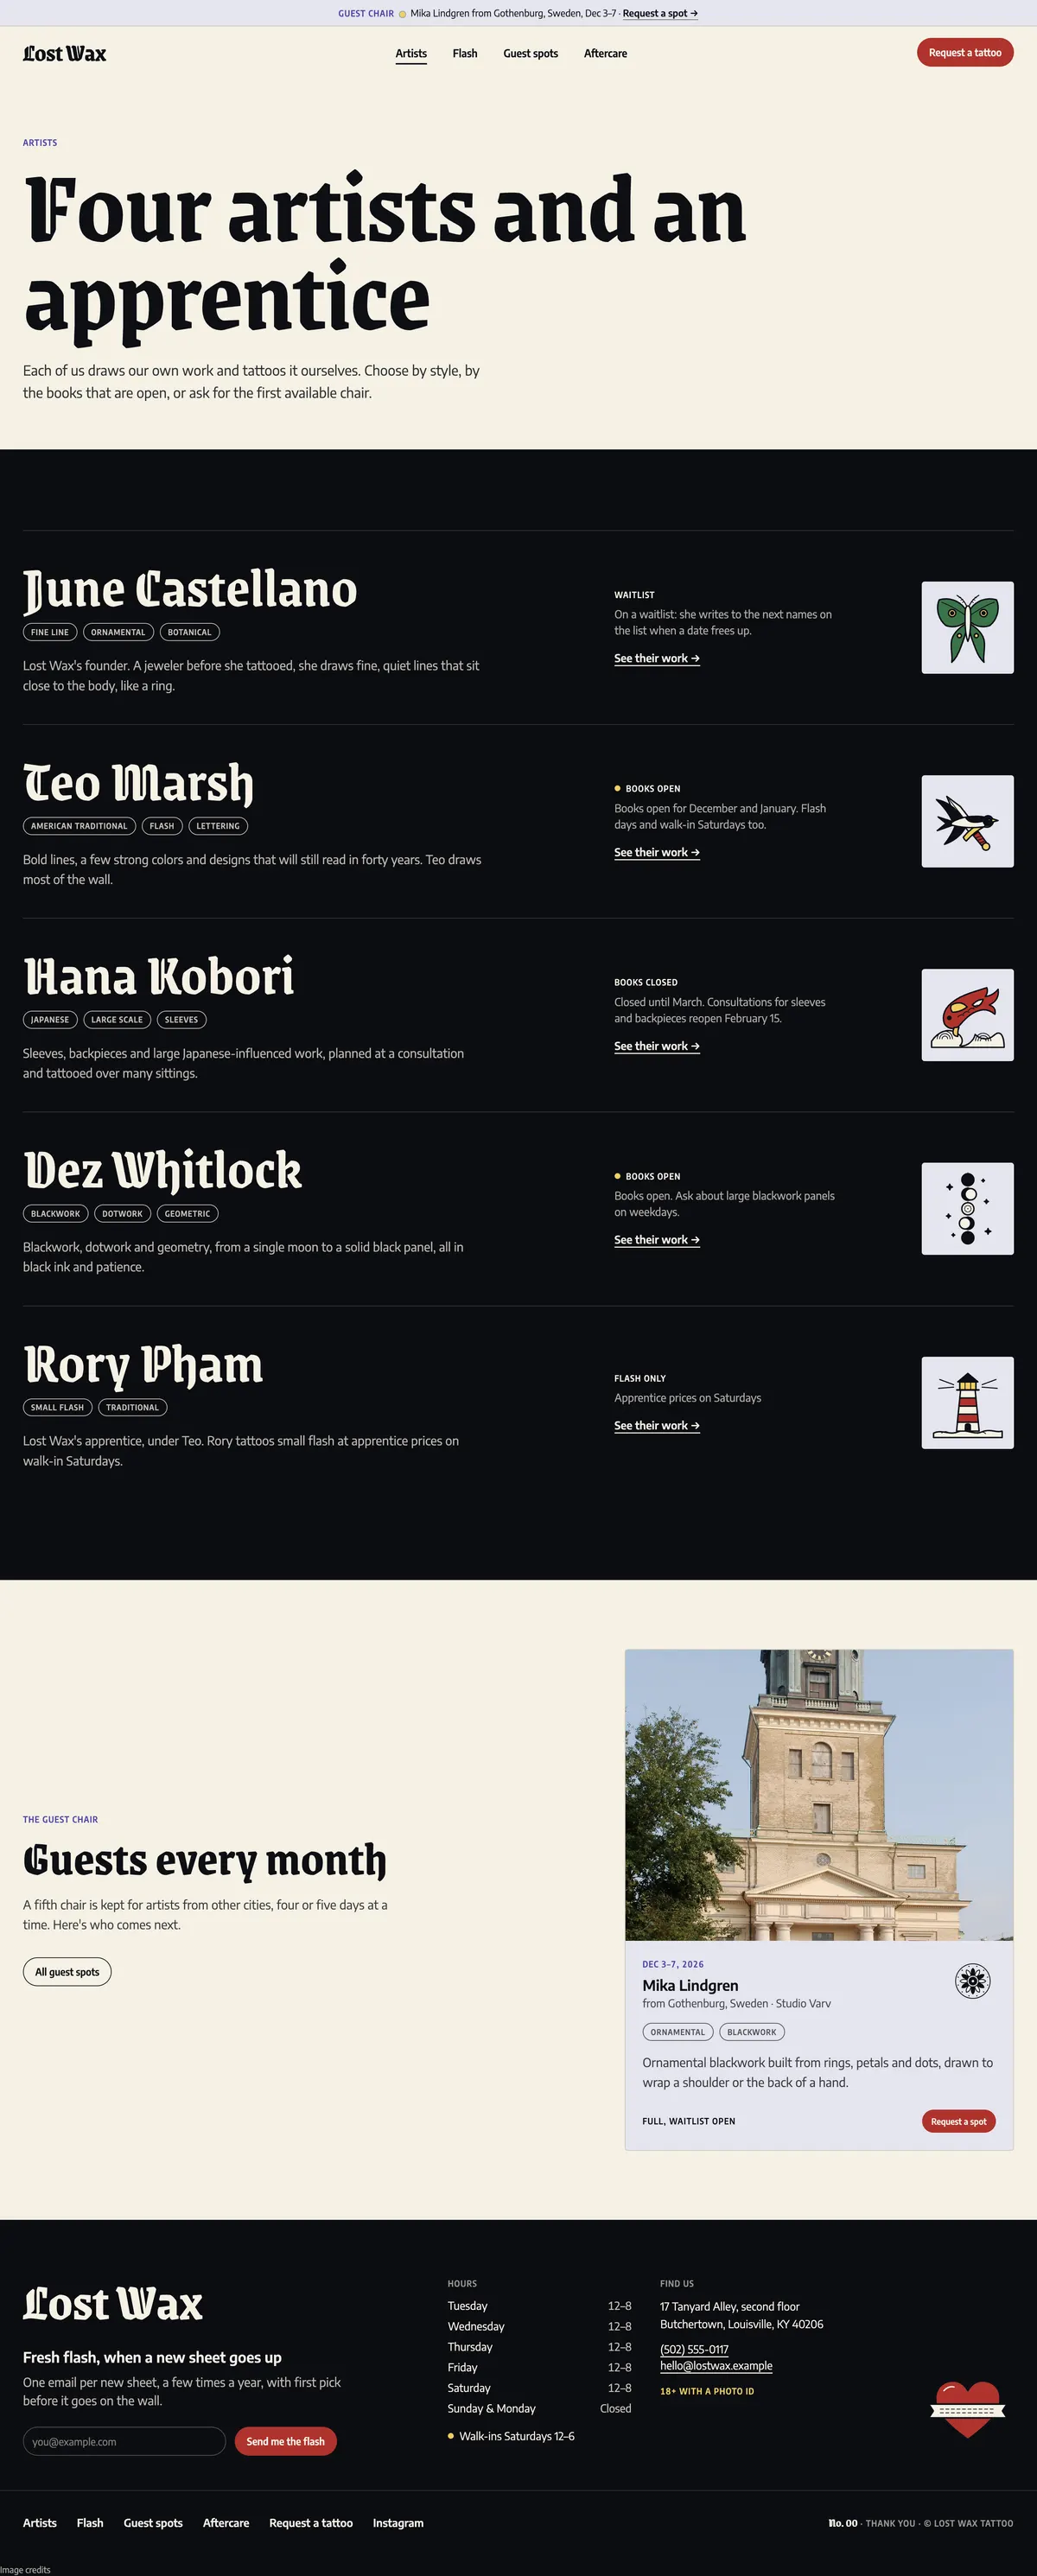 GUEST CHAIR Mika Lindgren from Gothenburg, Sweden, Dec 3–7 · Request a spot →
Lost Wax
Artists Flash Guest spots Aftercare
Request a tattoo
ARTISTS
Four artists and an
apprentice
Each of us draws our own work and tattoos it ourselves. Choose by style, by
the books that are open, or ask for the first available chair.
June Castellano
FINE LINE ORNAMENTAL BOTANICAL
Lost Wax's founder. A jeweler before she tattooed, she draws fine, quiet lines that sit
close to the body, like a ring.
WAITLIST
On a waitlist: she writes to the next names on
the list when a date frees up.
See their work →
Teo Marsh
AMERICAN TRADITIONAL FLASH LETTERING
Bold lines, a few strong colors and designs that will still read in forty years. Teo draws
most of the wall.
BOOKS OPEN
Books open for December and January. Flash
days and walk-in Saturdays too.
See their work →
Hana Kobori
JAPANESE LARGE SCALE SLEEVES
Sleeves, backpieces and large Japanese-influenced work, planned at a consultation
and tattooed over many sittings.
BOOKS CLOSED
Closed until March. Consultations for sleeves
and backpieces reopen February 15.
See their work →
Dez Whitlock
BLACKWORK DOTWORK GEOMETRIC
Blackwork, dotwork and geometry, from a single moon to a solid black panel, all in
black ink and patience.
BOOKS OPEN
Books open. Ask about large blackwork panels
on weekdays.
See their work →
Rory Pham
SMALL FLASH TRADITIONAL
Lost Wax's apprentice, under Teo. Rory tattoos small flash at apprentice prices on
walk-in Saturdays.
FLASH ONLY
Apprentice prices on Saturdays
See their work →
THE GUEST CHAIR
Guests every month
A fifth chair is kept for artists from other cities, four or five days at a
time. Here's who comes next.
All guest spots
DEC 3–7, 2026
Mika Lindgren
from Gothenburg, Sweden · Studio Varv
ORNAMENTAL BLACKWORK
Ornamental blackwork built from rings, petals and dots, drawn to
wrap a shoulder or the back of a hand.
FULL, WAITLIST OPEN
Request a spot
Lost Wax
Fresh flash, when a new sheet goes up
One email per new sheet, a few times a year, with first pick
before it goes on the wall.
you@example.com
Send me the flash
HOURS
Tuesday 12–8
Wednesday 12–8
Thursday 12–8
Friday 12–8
Saturday 12–8
Sunday & Monday Closed
Walk-ins Saturdays 12–6
FIND US
17 Tanyard Alley, second floor
Butchertown, Louisville, KY 40206
(502) 555-0117
hello@lostwax.example
18+ WITH A PHOTO ID
Artists Flash Guest spots Aftercare Request a tattoo Instagram
No. 00 · THANK YOU · © LOST WAX TATTOO
Image credits